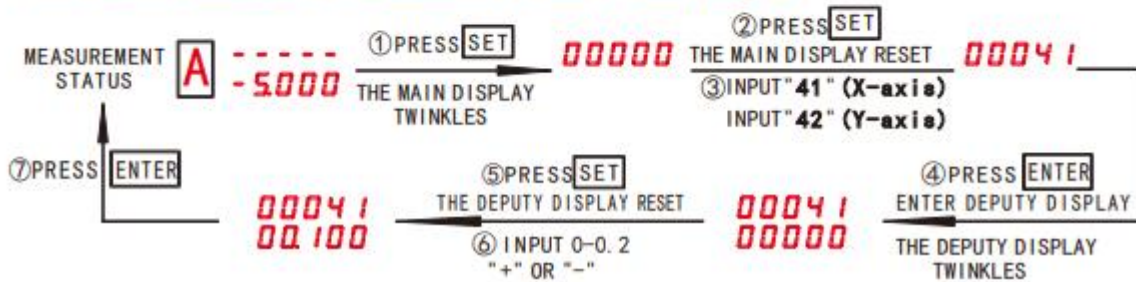 MEASUREMENT STATUS
A
-----
-5.000
①PRESS SET
THE MAIN DISPLAY
TWINKLES
00000
②PRESS SET
THE MAIN DISPLAY RESET
③INPUT"41" (X-axis)
INPUT"42" (Y-axis)
00041
④PRESS ENTER
ENTER DEPUTY DISPLAY
THE DEPUTY DISPLAY
TWINKLES
00041
00000
⑤PRESS SET
THE DEPUTY DISPLAY RESET
⑥ INPUT 0-0.2
"+" OR "-"
00041
00.100
⑦PRESS ENTER